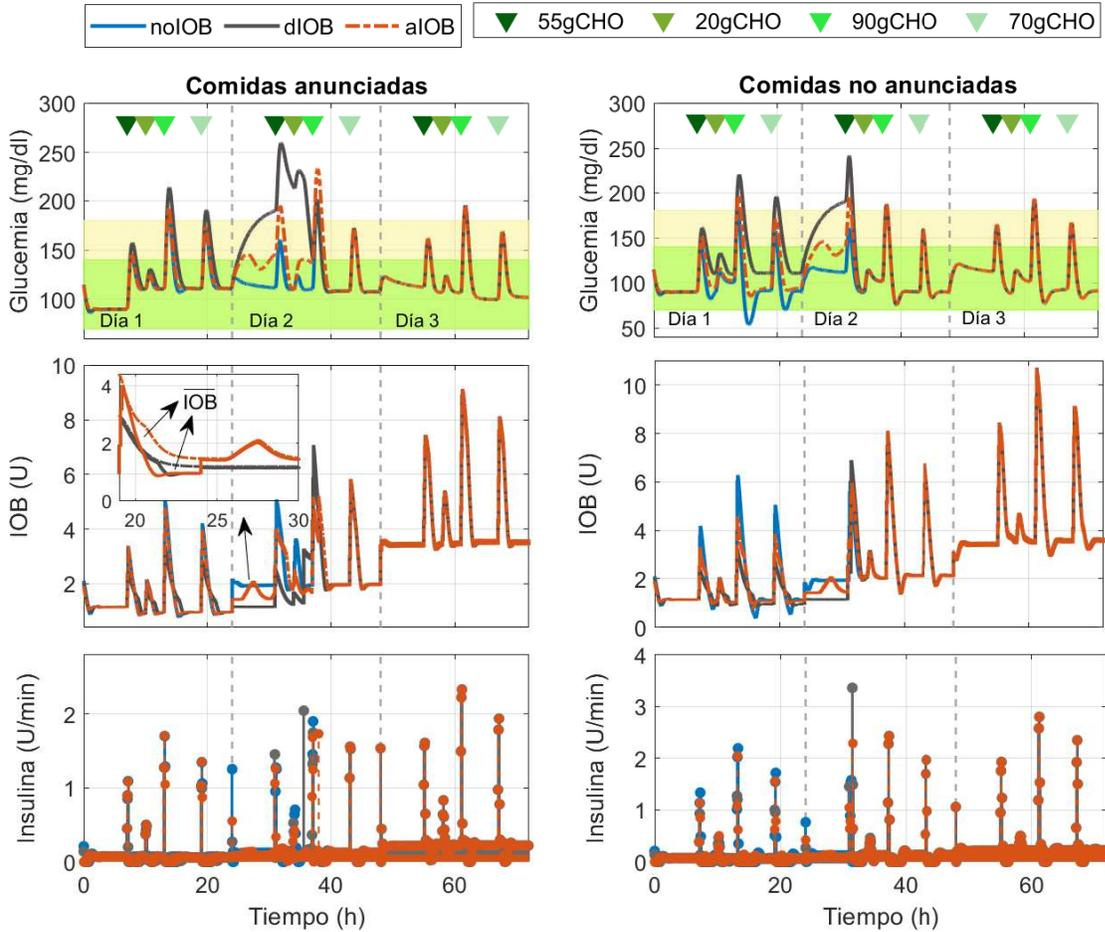 noIOB dIOB aIOB 55gCHO 20gCHO 90gCHO 70gCHO
Comidas anunciadas
Glucemia (mg/dl)
300
250
200
150
100
Día 1 Día 2 Día 3
Comidas no anunciadas
Glucemia (mg/dl)
300
250
200
150
100
50
Día 1 Día 2 Día 3
IOB (U)
10
8
6
4
2
4
2
0
20 25 30
IOB
IOB (U)
10
8
6
4
2
0
Insulina (U/min)
2
1
0
0 20 40 60
Tiempo (h)
Insulina (U/min)
4
3
2
1
0
0 20 40 60
Tiempo (h)